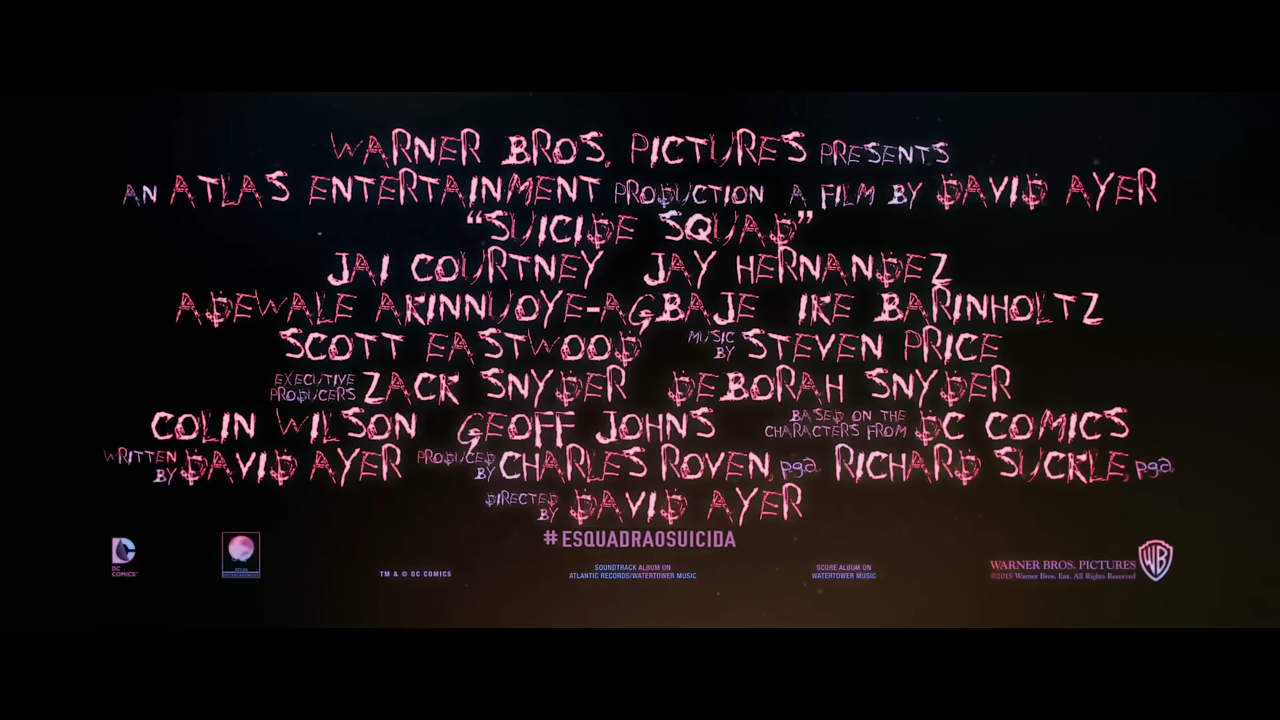 WARNER BROS. PICTURES PRESENTS
AN ATLAS ENTERTAINMENT PRODUCTION A FILM BY DAVID AYER
“SUICIDE SQUAD”
JAI COURTNEY JAY HERNANDEZ
ADEWALE AKINNUOYE-AGBAJE IKE BARINHOLTZ
SCOTT EASTWOOD MUSIC BY STEVEN PRICE
EXECUTIVE PRODUCERS ZACK SNYDER DEBORAH SNYDER
COLIN WILSON GEOFF JOHNS BASED ON THE CHARACTERS FROM DC COMICS
WRITTEN BY DAVID AYER PRODUCED BY CHARLES ROVEN, pga RICHARD SUCKLE, pga
DIRECTED BY DAVID AYER
#ESQUADRAOSUICIDA
DC COMICS™
TM & © DC COMICS
SOUNDTRACK ALBUM ON
ATLANTIC RECORDS/WATERTOWER MUSIC
SCORE ALBUM ON
WATERTOWER MUSIC
WARNER BROS. PICTURES
©2015 Warner Bros. Ent. All Rights Reserved
WB